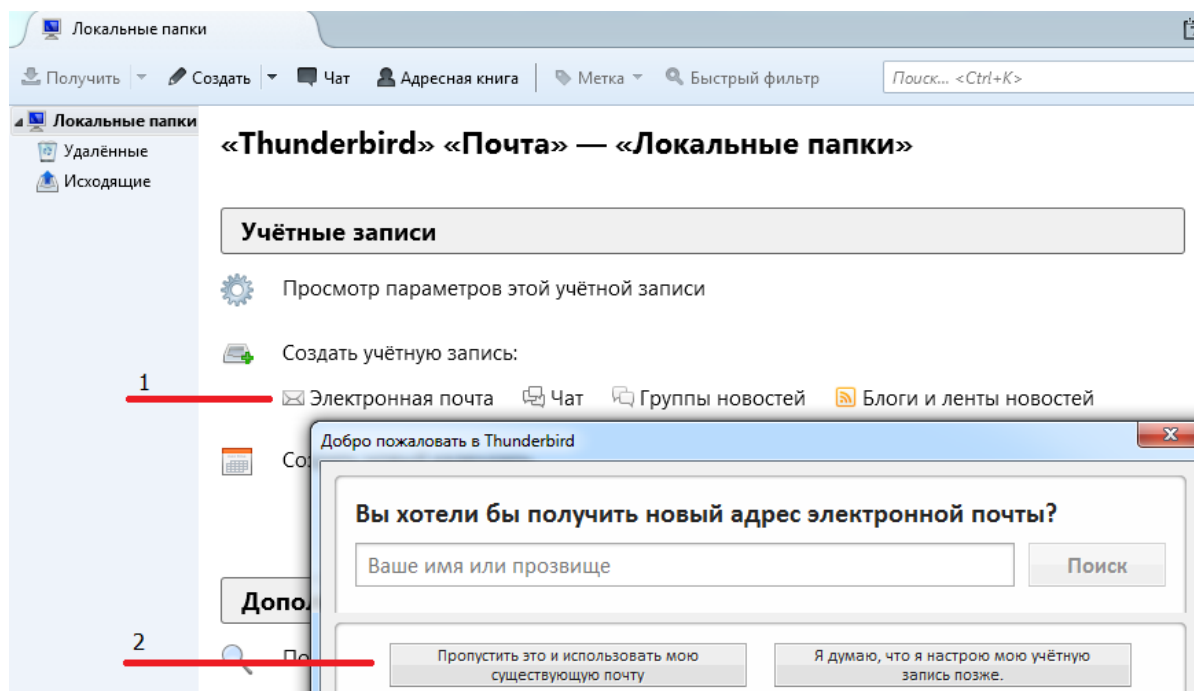 Локальные папки
Получить Создать Чат Адресная книга Метка Быстрый фильтр Поиск... <Ctrl+K>
Локальные папки
Удалённые
Исходящие
«Thunderbird» «Почта» — «Локальные папки»
Учётные записи
Просмотр параметров этой учётной записи
Создать учётную запись:
1
Электронная почта Чат Группы новостей Блоги и ленты новостей
Добро пожаловать в Thunderbird
Вы хотели бы получить новый адрес электронной почты?
Ваше имя или прозвище Поиск
2
Пропустить это и использовать мою
существующую почту
Я думаю, что я настрою мою учётную
запись позже.